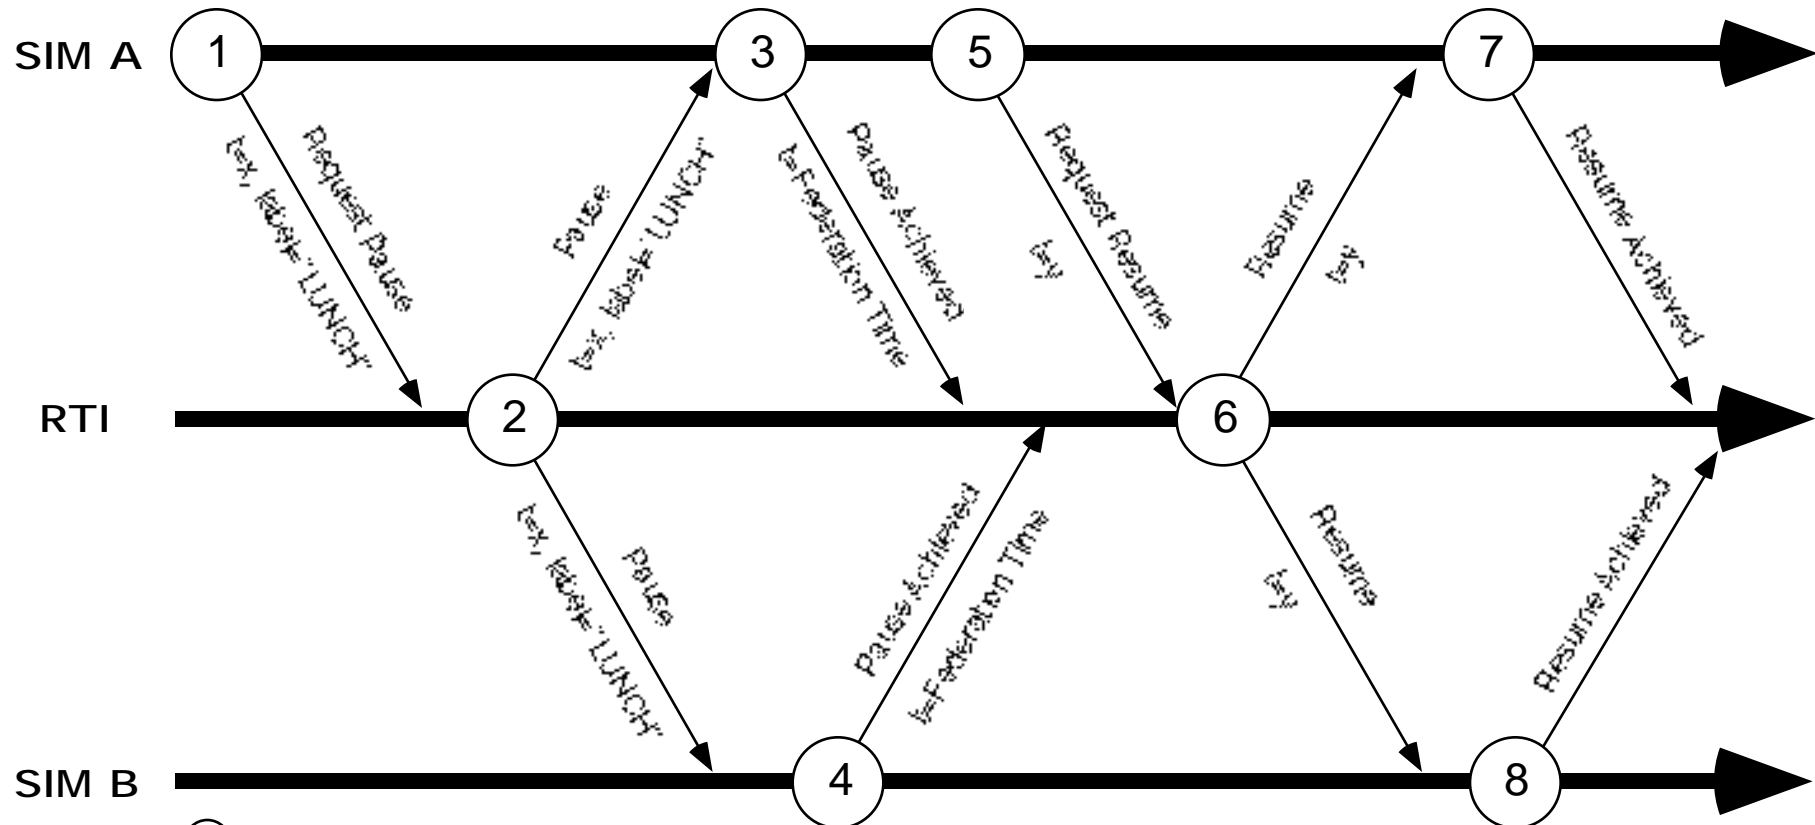 SIM A
1
3
5
7
Request Pause
t=x, label="LUNCH"
Pause
t=x, label="LUNCH"
Pause Achieved
t=Federation Time
Request Resume
t=y
Resume
t=y
Resume Achieved
RTI
2
6
Pause
t=x, label="LUNCH"
Pause Achieved
t=Federation Time
Resume
t=y
Resume Achieved
SIM B
4
8